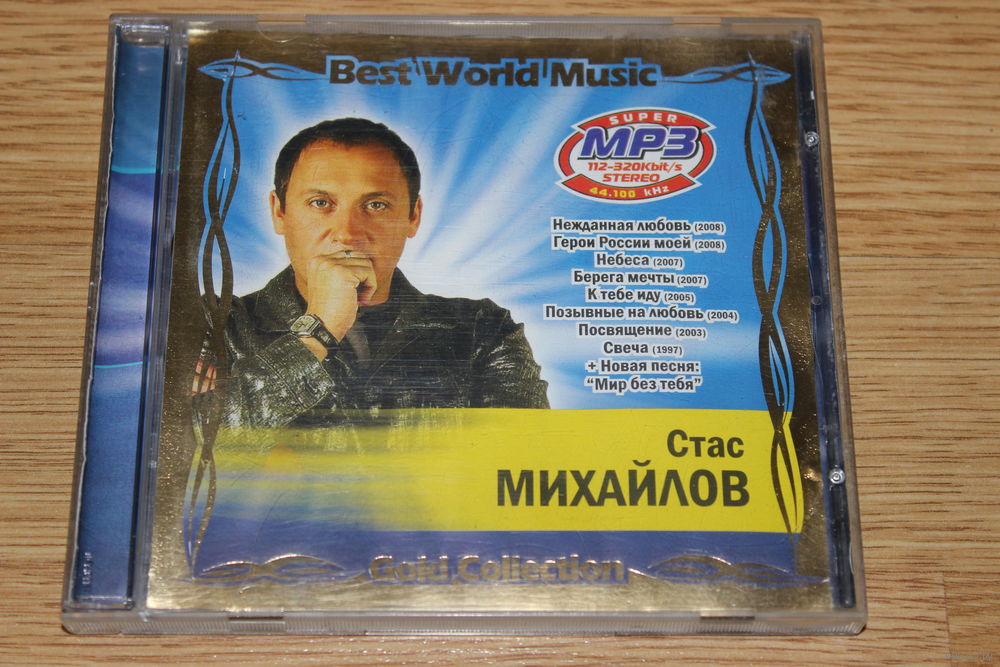 Best World Music
SUPER
MP3
112-320Kbit/s
STEREO
44.100 kHz
Нежданная любовь (2008)
Герои России моей (2008)
Небеса (2007)
Берега мечты (2007)
К тебе иду (2005)
Позывные на любовь (2004)
Посвящение (2003)
Свеча (1997)
+ Новая песня:
“Мир без тебя”
Стас
МИХАЙЛОВ
Gold Collection